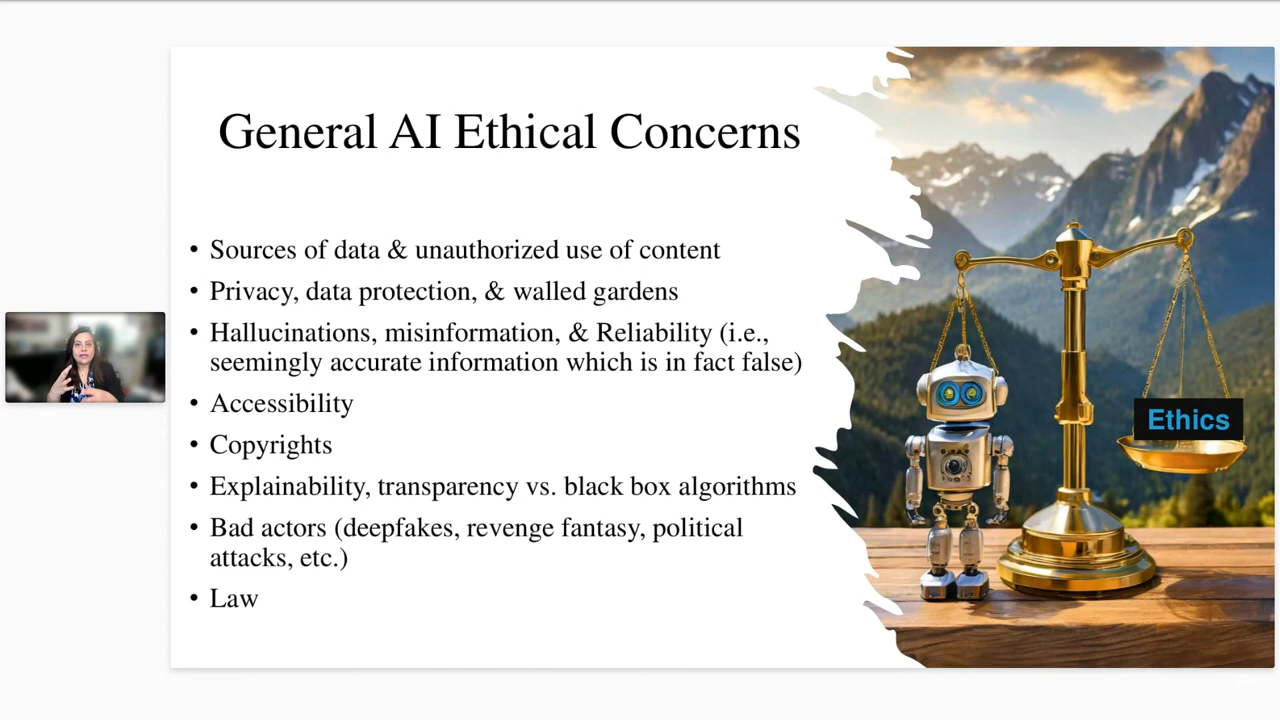 General AI Ethical Concerns
• Sources of data & unauthorized use of content
• Privacy, data protection, & walled gardens
• Hallucinations, misinformation, & Reliability (i.e.,
seemingly accurate information which is in fact false)
• Accessibility
• Copyrights
• Explainability, transparency vs. black box algorithms
• Bad actors (deepfakes, revenge fantasy, political
attacks, etc.)
• Law
Ethics